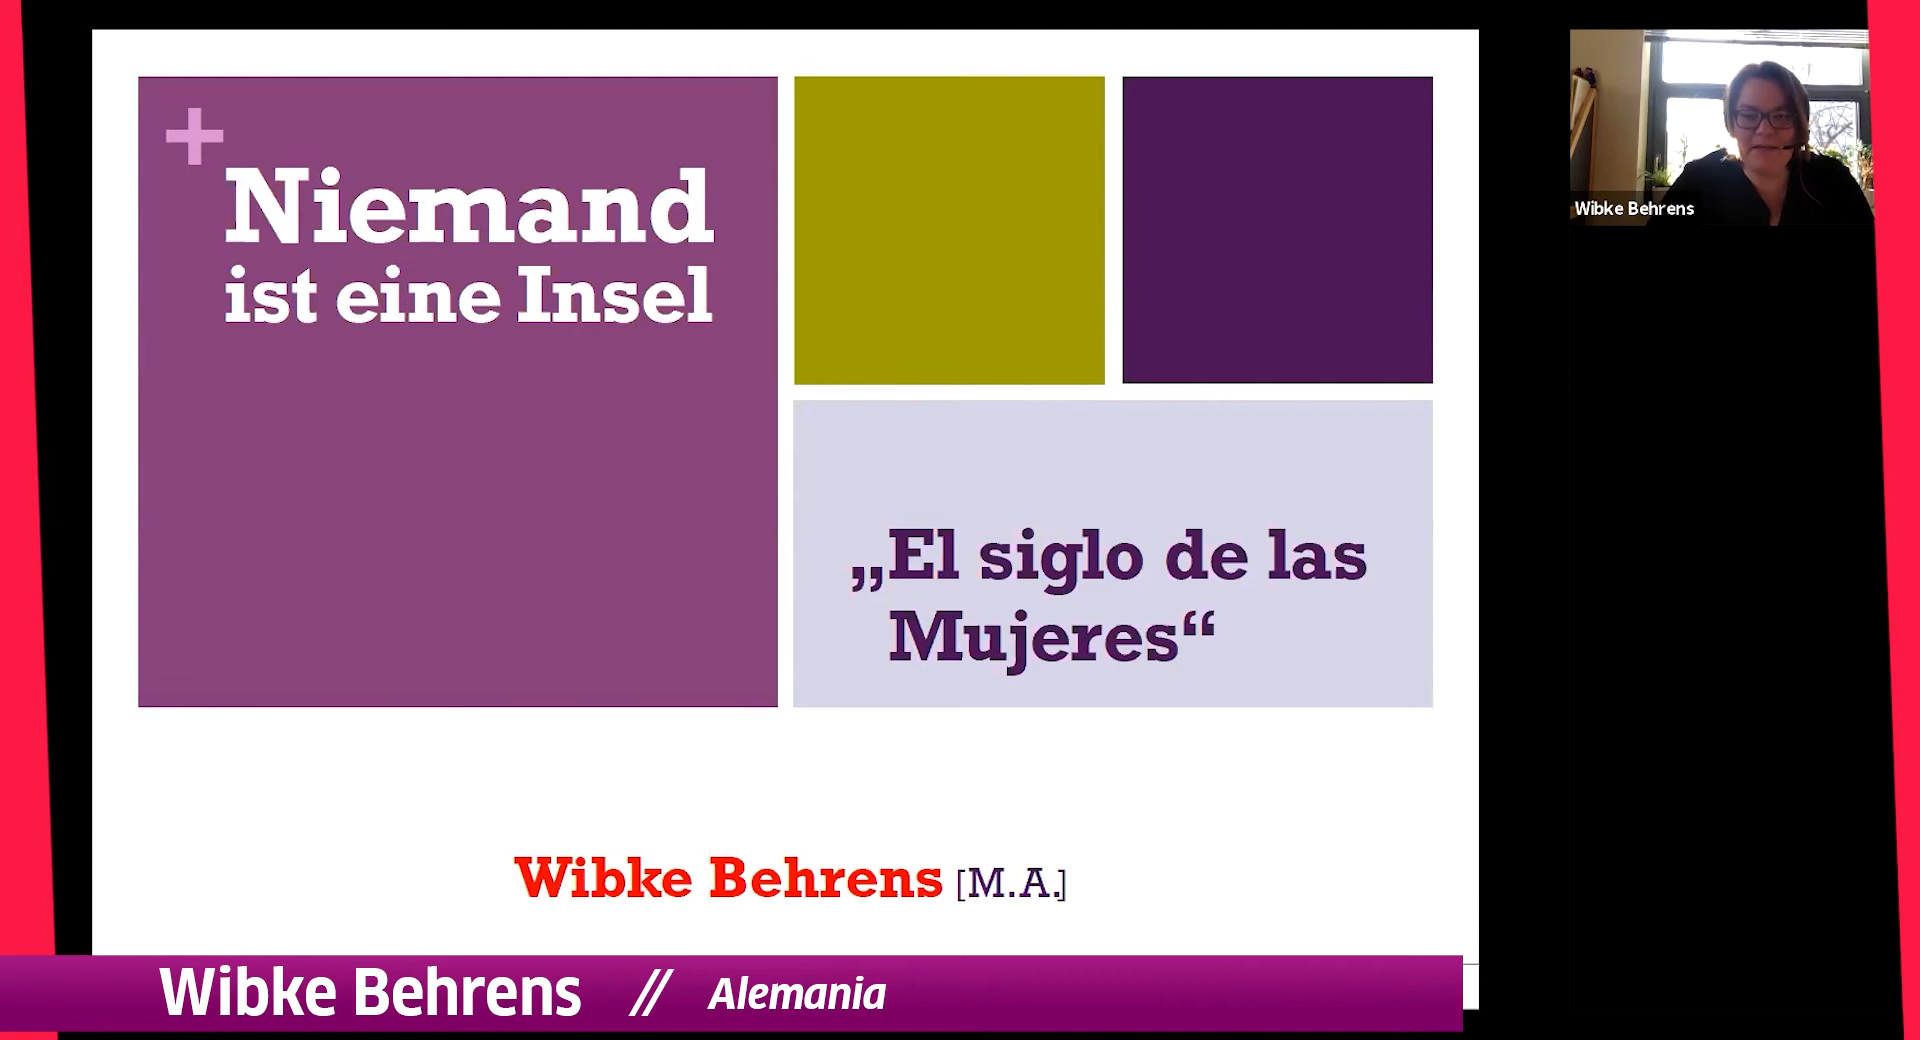 +
Niemand
ist eine Insel
„El siglo de las
Mujeres“
Wibke Behrens [M.A.]
Wibke Behrens // Alemania
Wibke Behrens